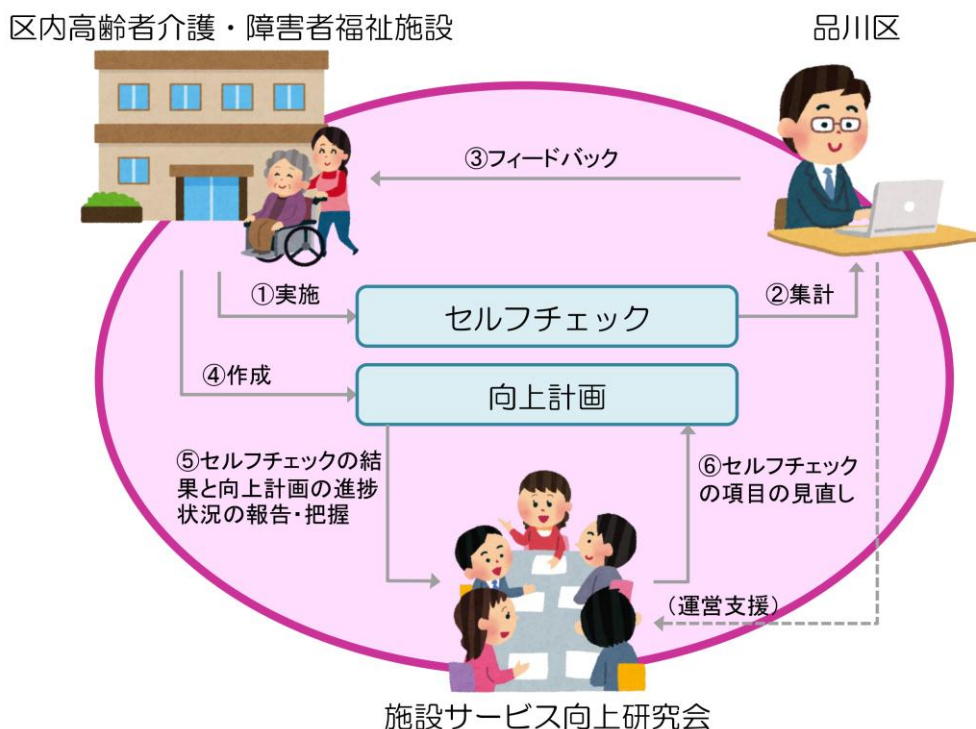 区内高齢者介護・障害者福祉施設
品川区
③フィードバック
①実施
セルフチェック
②集計
④作成
向上計画
⑤セルフチェックの結
果と向上計画の進捗
状況の報告・把握
⑥セルフチェック
の項目の見直し
（運営支援）
施設サービス向上研究会